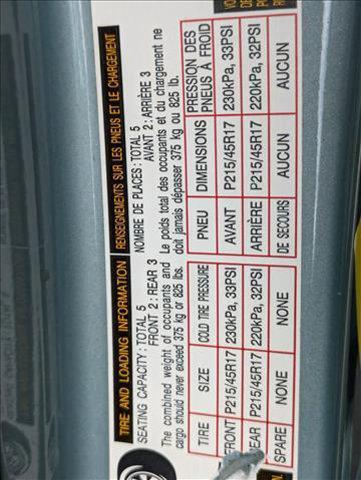 TIRE AND LOADING INFORMATION
SEATING CAPACITY : TOTAL 5
FRONT 2 : REAR 3
The combined weight of occupants and
cargo should never exceed 375 kg or 825 lbs.
TIRE SIZE COLD TIRE PRESSURE
FRONT P215/45R17 230kPa, 33PSI
REAR P215/45R17 220kPa, 32PSI
SPARE NONE NONE
RENSEIGNEMENTS SUR LES PNEUS ET LE CHARGEMENT
NOMBRE DE PLACES : TOTAL 5
AVANT 2 : ARRIÈRE 3
Le poids total des occupants et du chargement ne
doit jamais dépasser 375 kg ou 825 lb.
PNEU DIMENSIONS PRESSION DES
PNEUS À FROID
AVANT P215/45R17 230kPa, 33PSI
ARRIÈRE P215/45R17 220kPa, 32PSI
DE SECOURS AUCUN AUCUN